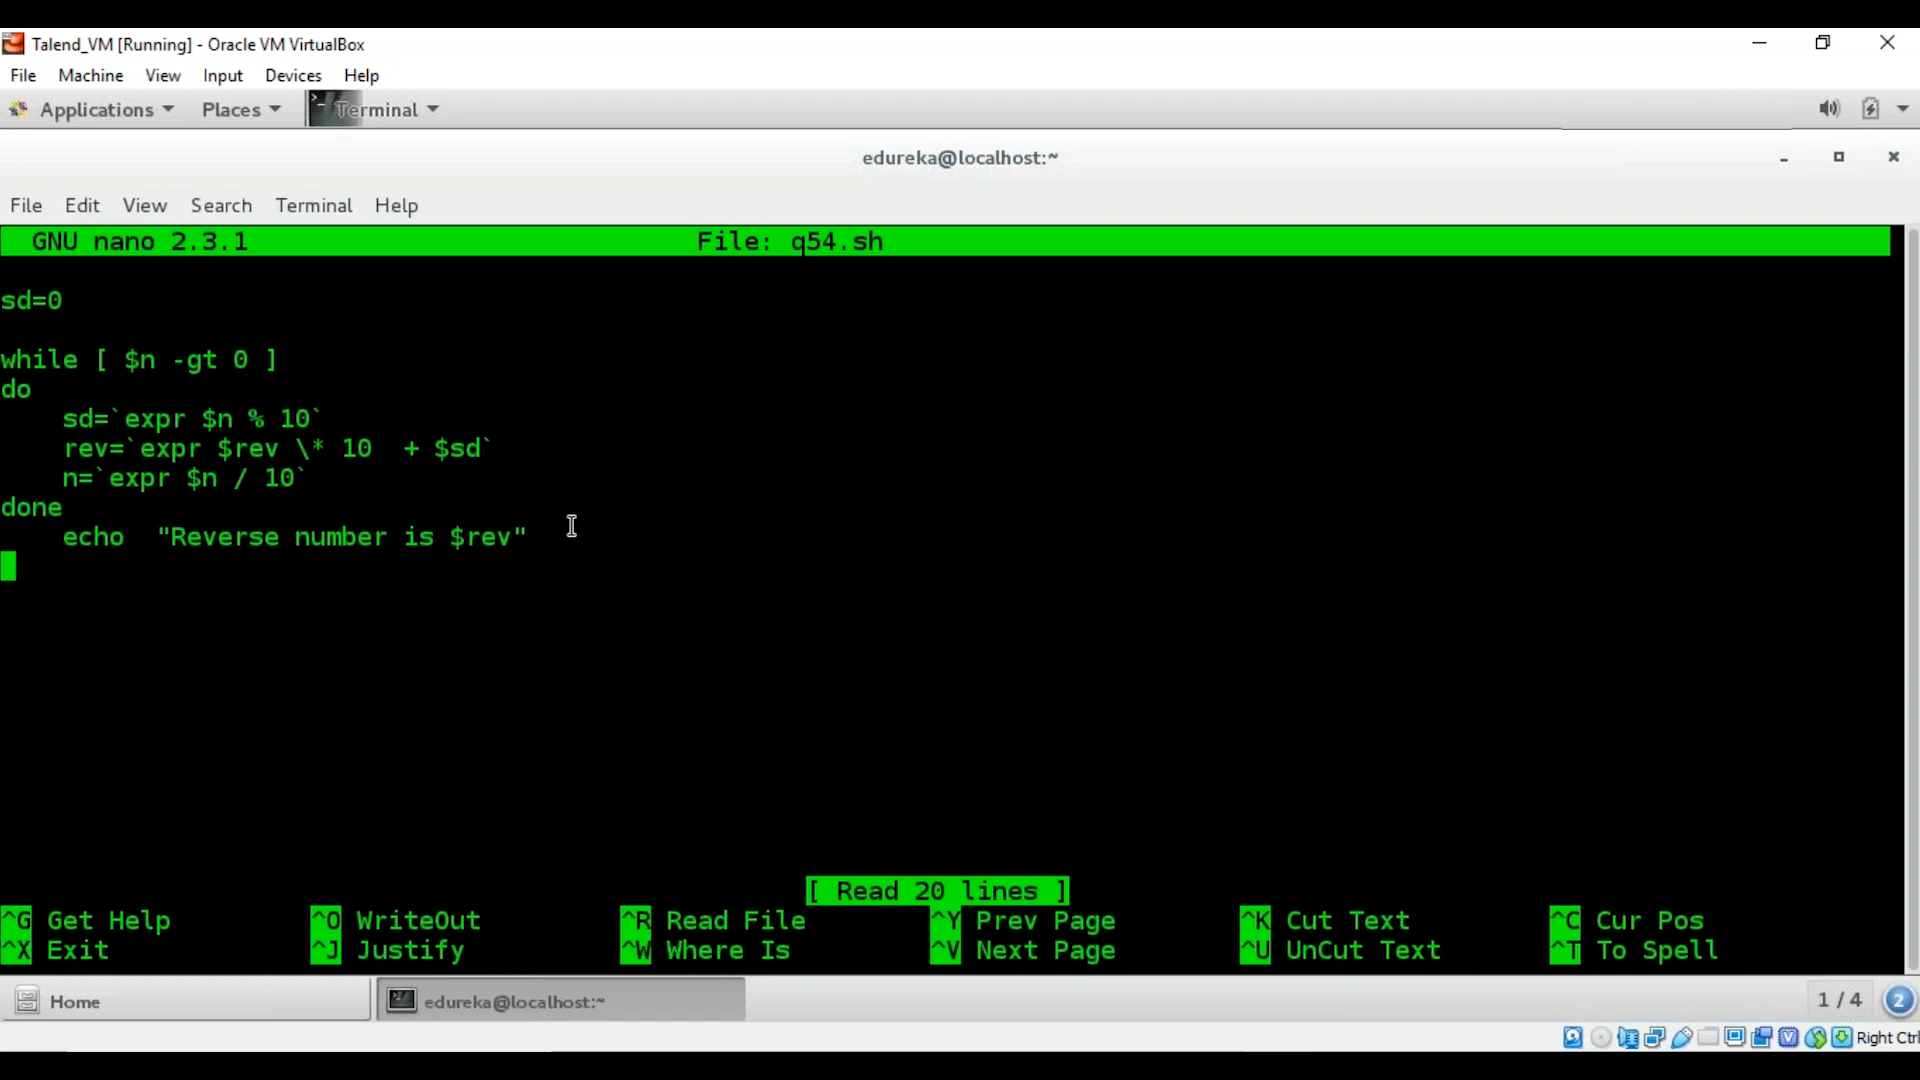 Talend_VM [Running] - Oracle VM VirtualBox
File Machine View Input Devices Help
Applications Places Terminal
edureka@localhost:~
File Edit View Search Terminal Help
GNU nano 2.3.1 File: q54.sh
sd=0
while [ $n -gt 0 ]
do
sd=`expr $n % 10`
rev=`expr $rev \* 10  + $sd`
n=`expr $n / 10`
done
echo  "Reverse number is $rev"
[ Read 20 lines ]
^G Get Help ^O WriteOut ^R Read File ^Y Prev Page ^K Cut Text ^C Cur Pos
^X Exit ^J Justify ^W Where Is ^V Next Page ^U UnCut Text ^T To Spell
Home edureka@localhost:~ 1 / 4 2
Right Ctrl